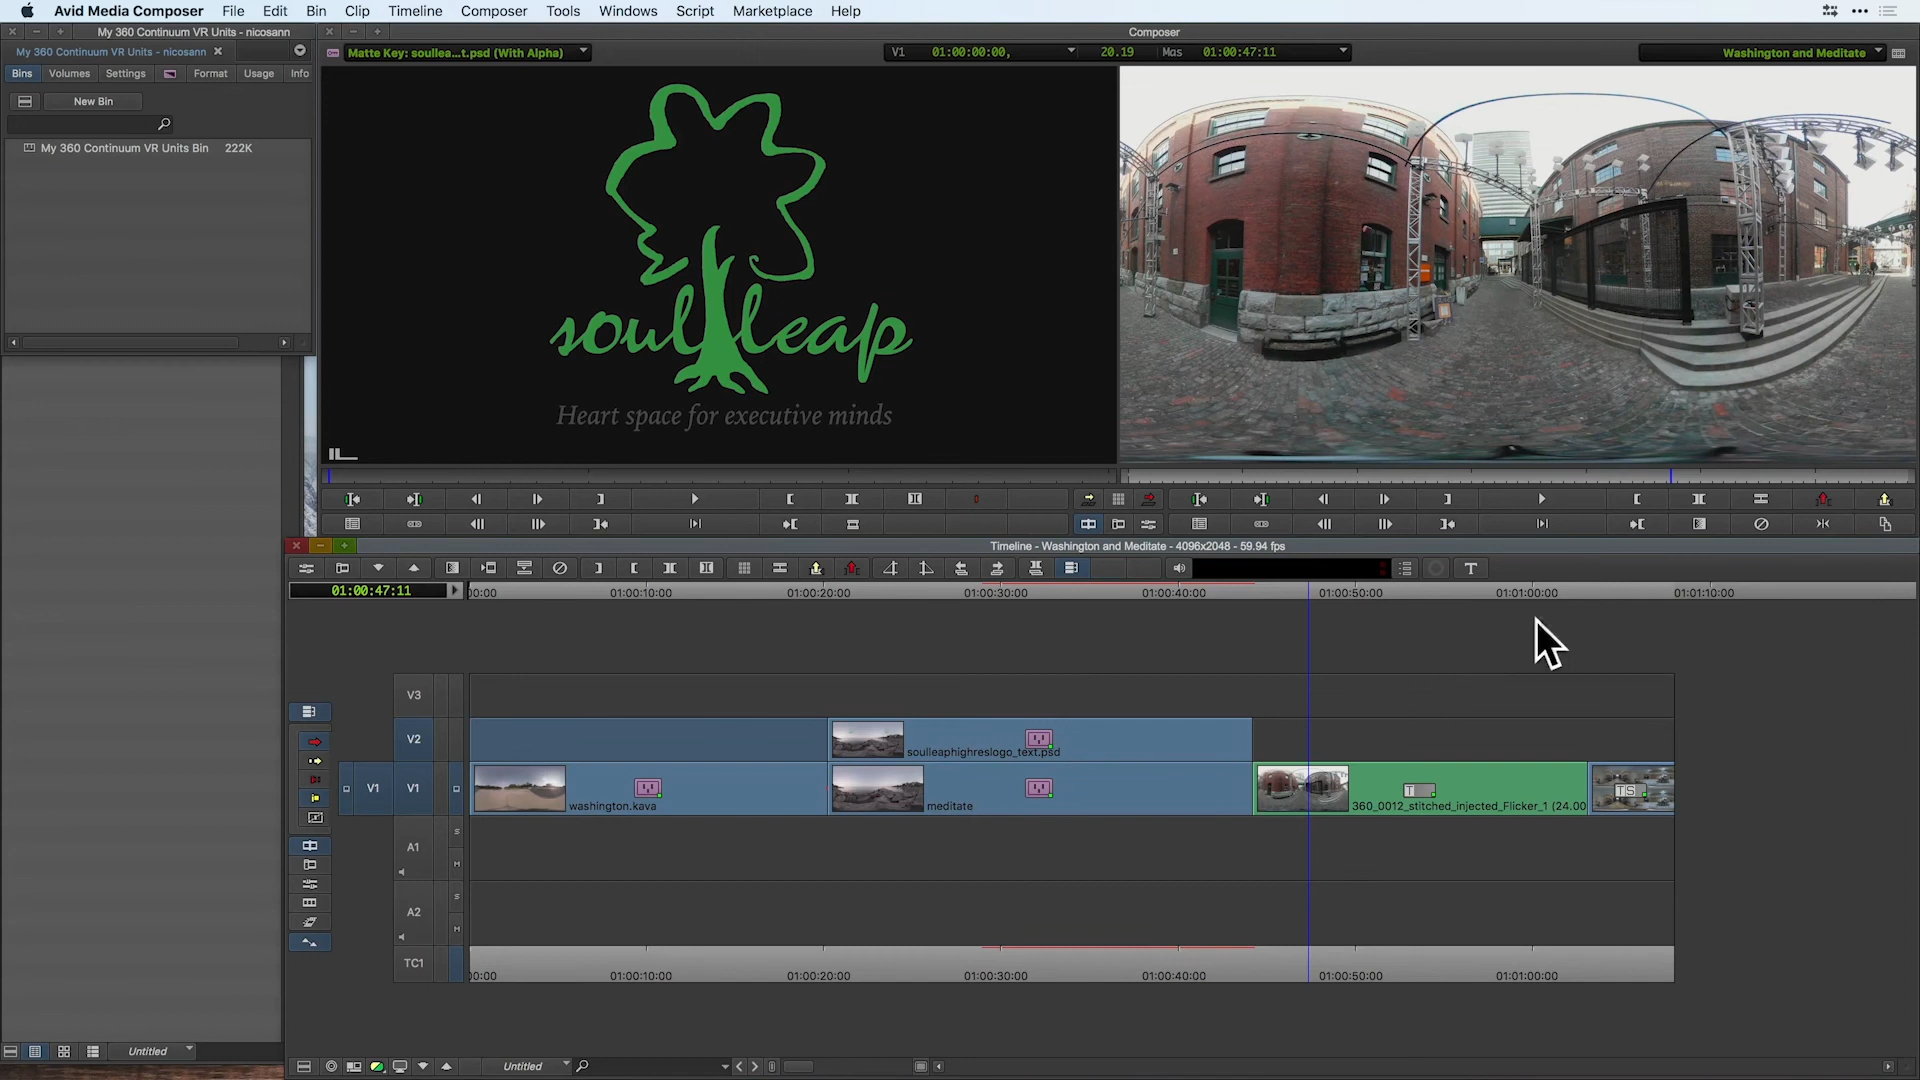 Avid Media Composer File Edit Bin Clip Timeline Composer Tools Windows Script Marketplace Help
My 360 Continuum VR Units - nicosann
Composer
My 360 Continuum VR Units - nicosann
Matte Key: soullea...t.psd (With Alpha)
V1 01:00:00:00, 20.19 Mas 01:00:47:11
Washington and Meditate
Bins Volumes Settings Format Usage Info
New Bin
My 360 Continuum VR Units Bin 222K
soulleap
Heart space for executive minds
Timeline - Washington and Meditate - 4096x2048 - 59.94 fps
T
01:00:47:11
00:00 01:00:10:00 01:00:20:00 01:00:30:00 01:00:40:00 01:00:50:00 01:01:00:00 01:01:10:00
V3
V2
soulleaphighreslogo_text.psd
V1 V1
T
TS
washington.kava
meditate
360_0012_stitched_injected_Flicker_1 (24.00
S
A1
M
S
A2
M
TC1
00:00 01:00:10:00 01:00:20:00 01:00:30:00 01:00:40:00 01:00:50:00 01:01:00:00
Untitled
Untitled